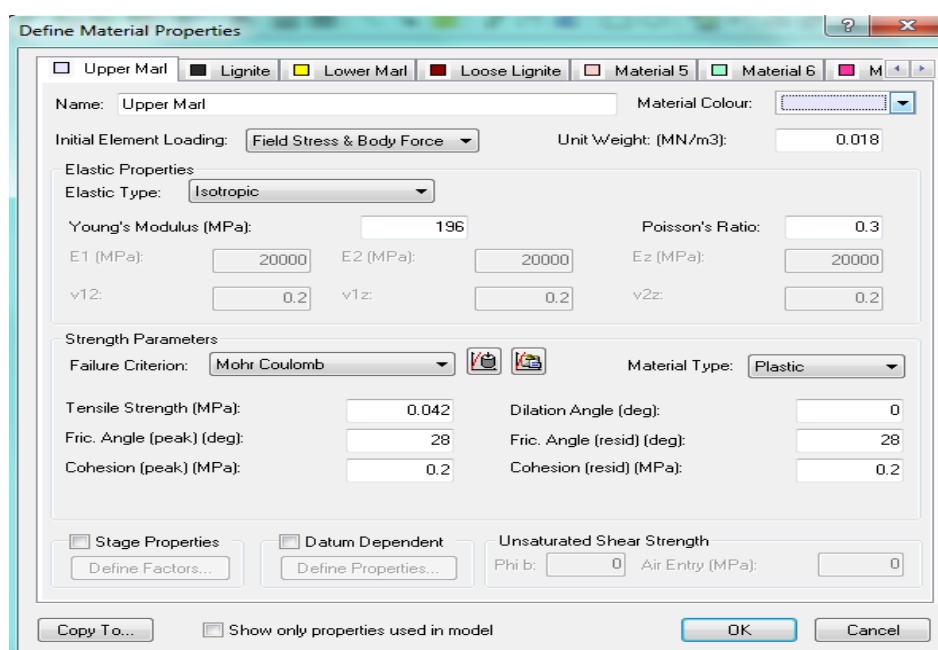 Define Material Properties
?
Upper Marl Lignite Lower Marl Loose Lignite Material 5 Material 6 M
Name: Upper Marl Material Colour:
Initial Element Loading: Field Stress & Body Force Unit Weight: (MN/m3): 0.018
Elastic Properties
Elastic Type: Isotropic
Young's Modulus (MPa): 196 Poisson's Ratio: 0.3
E1 (MPa): 20000 E2 (MPa): 20000 Ez (MPa): 20000
v12: 0.2 v1z: 0.2 v2z: 0.2
Strength Parameters
Failure Criterion: Mohr Coulomb Material Type: Plastic
Tensile Strength (MPa): 0.042 Dilation Angle (deg): 0
Fric. Angle (peak) (deg): 28 Fric. Angle (resid) (deg): 28
Cohesion (peak) (MPa): 0.2 Cohesion (resid) (MPa): 0.2
Stage Properties Datum Dependent Unsaturated Shear Strength
Define Factors... Define Properties... Phi b: 0 Air Entry (MPa): 0
Copy To... Show only properties used in model OK Cancel